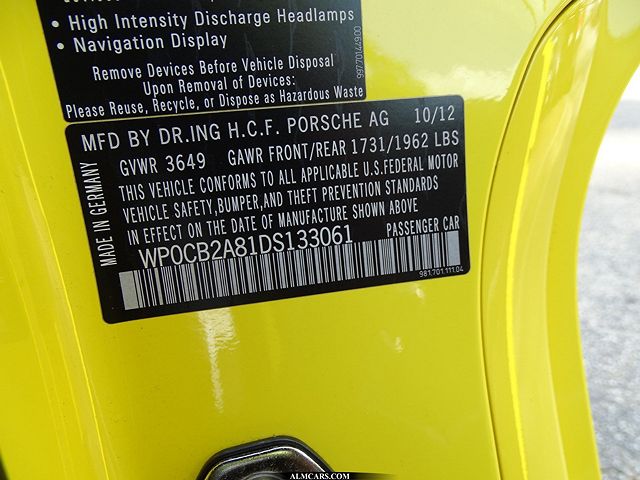 • High Intensity Discharge Headlamps
• Navigation Display
Remove Devices Before Vehicle Disposal
Upon Removal of Devices:
Please Reuse, Recycle, or Dispose as Hazardous Waste
99770144900
MFD BY DR.ING H.C.F. PORSCHE AG 10/12
GVWR 3649 GAWR FRONT/REAR 1731/1962 LBS
THIS VEHICLE CONFORMS TO ALL APPLICABLE U.S.FEDERAL MOTOR
VEHICLE SAFETY,BUMPER,AND THEFT PREVENTION STANDARDS
IN EFFECT ON THE DATE OF MANUFACTURE SHOWN ABOVE
WP0CB2A81DS133061 PASSENGER CAR
MADE IN GERMANY
981.701.111.04
ALMCARS.COM